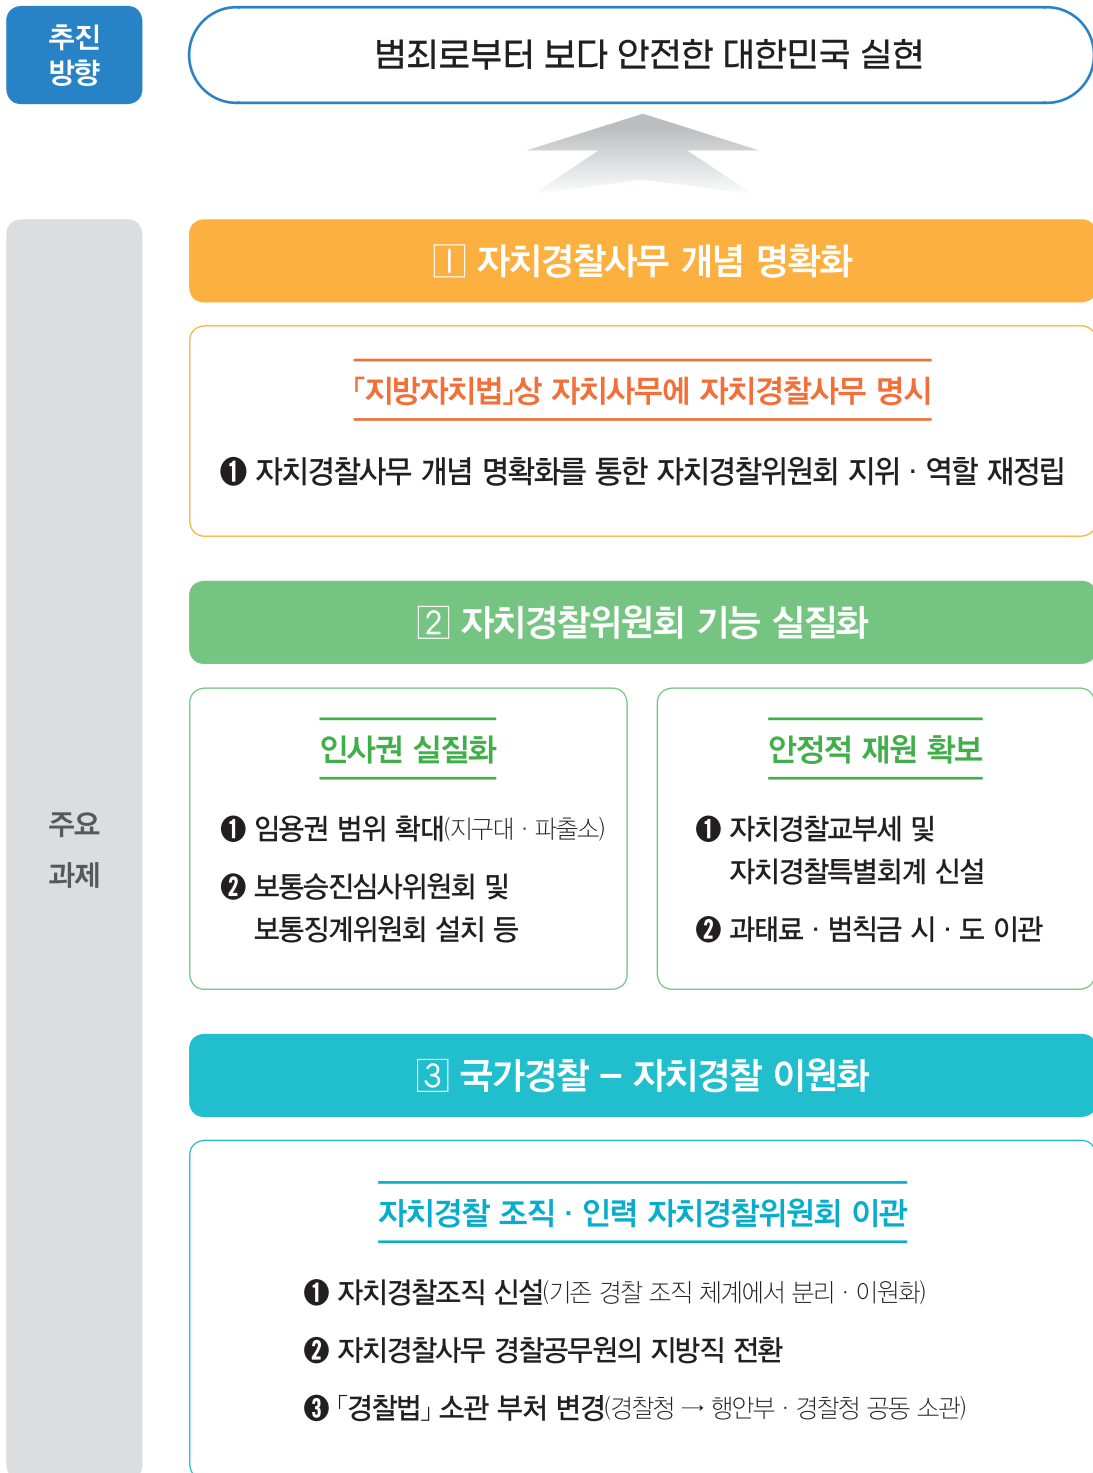 추진
방향
범죄로부터 보다 안전한 대한민국 실현
1 자치경찰사무 개념 명확화
「지방자치법」상 자치사무에 자치경찰사무 명시
❶ 자치경찰사무 개념 명확화를 통한 자치경찰위원회 지위 · 역할 재정립
2 자치경찰위원회 기능 실질화
인사권 실질화
❶ 임용권 범위 확대(지구대 · 파출소)
❷ 보통승진심사위원회 및
보통징계위원회 설치 등
안정적 재원 확보
❶ 자치경찰교부세 및
자치경찰특별회계 신설
❷ 과태료 · 범칙금 시 · 도 이관
주요
과제
3 국가경찰 – 자치경찰 이원화
자치경찰 조직 · 인력 자치경찰위원회 이관
❶ 자치경찰조직 신설(기존 경찰 조직 체계에서 분리 · 이원화)
❷ 자치경찰사무 경찰공무원의 지방직 전환
❸ 「경찰법」 소관 부처 변경(경찰청 → 행안부 · 경찰청 공동 소관)